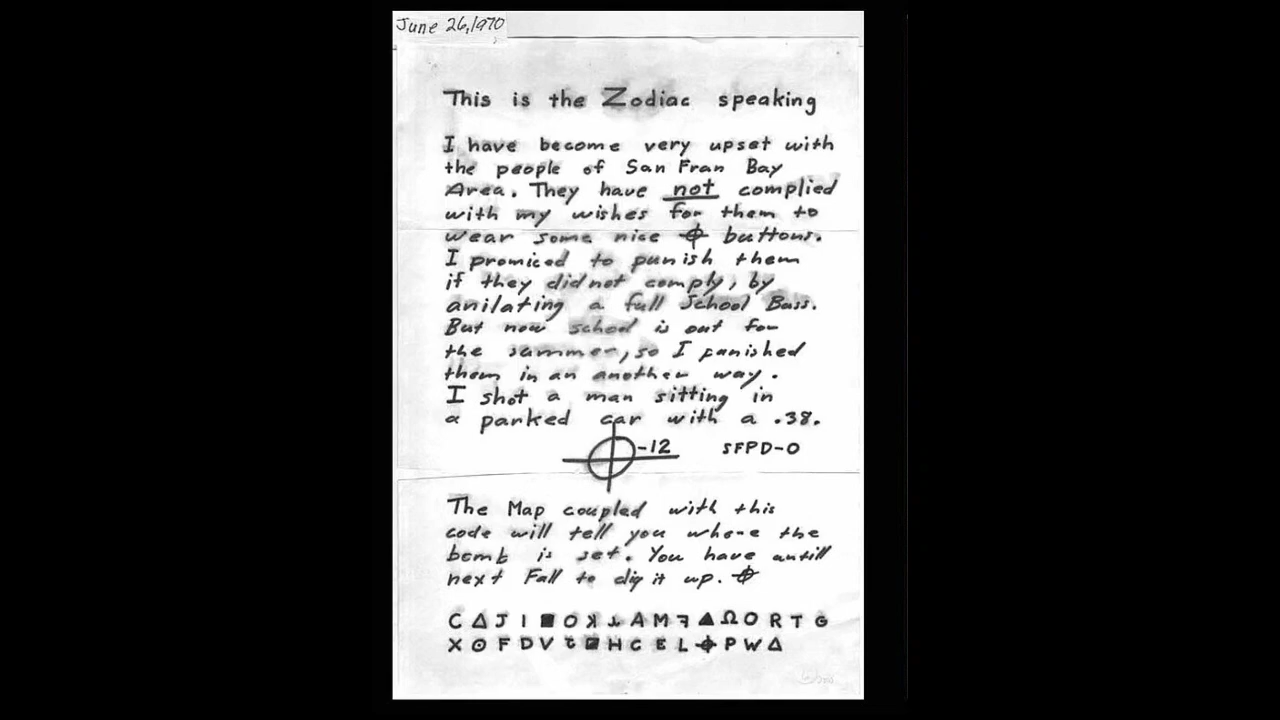 June 26, 1970
This is the Zodiac speaking
I have become very upset with
the people of San Fran Bay
Area. They have not complied
with my wishes for them to
wear some nice ⌖ buttons.
I promiced to punish them
if they did not comply, by
anilating a full School Buss.
But now school is out for
the summer, so I punished
them in an another way.
I shot a man sitting in
a parked car with a .38.
⌖-12 SFPD-0
The Map coupled with this
code will tell you where the
bomb is set. You have untill
next Fall to dig it up. ⌖
C Δ J I ■ O ꓘ ⅄ A M ꟻ ▲ Ω O R T G
X ⊙ F D V Ƨ ■ H C E L ⌖ P W Δ